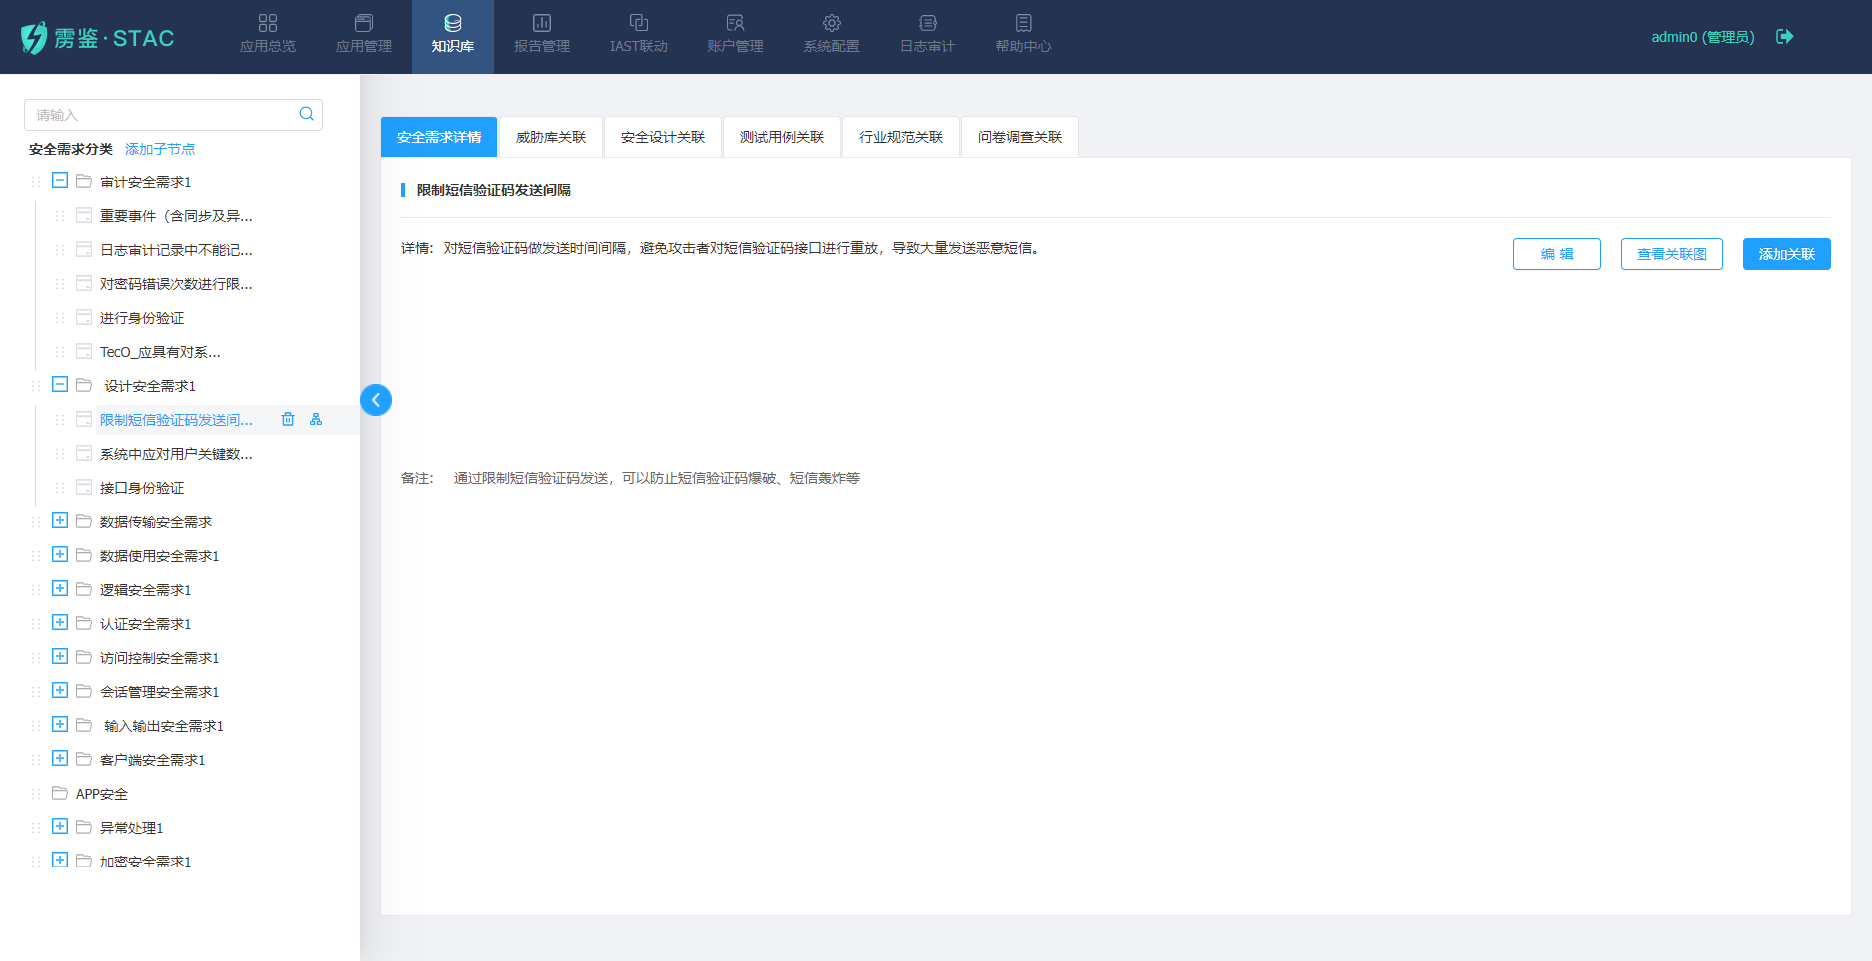 雳鉴·STAC
应用总览
应用管理
知识库
报告管理
IAST联动
账户管理
系统配置
日志审计
帮助中心
admin0 (管理员)
请输入
安全需求分类 添加子节点
审计安全需求1
重要事件（含同步及异...
日志审计记录中不能记...
对密码错误次数进行限...
进行身份验证
TecO_应具有对系...
设计安全需求1
限制短信验证码发送间...
系统中应对用户关键数...
接口身份验证
数据传输安全需求
数据使用安全需求1
逻辑安全需求1
认证安全需求1
访问控制安全需求1
会话管理安全需求1
输入输出安全需求1
客户端安全需求1
APP安全
异常处理1
加密安全需求1
安全需求详情
威胁库关联
安全设计关联
测试用例关联
行业规范关联
问卷调查关联
限制短信验证码发送间隔
详情: 对短信验证码做发送时间间隔，避免攻击者对短信验证码接口进行重放，导致大量发送恶意短信。
编 辑
查看关联图
添加关联
备注: 通过限制短信验证码发送，可以防止短信验证码爆破、短信轰炸等